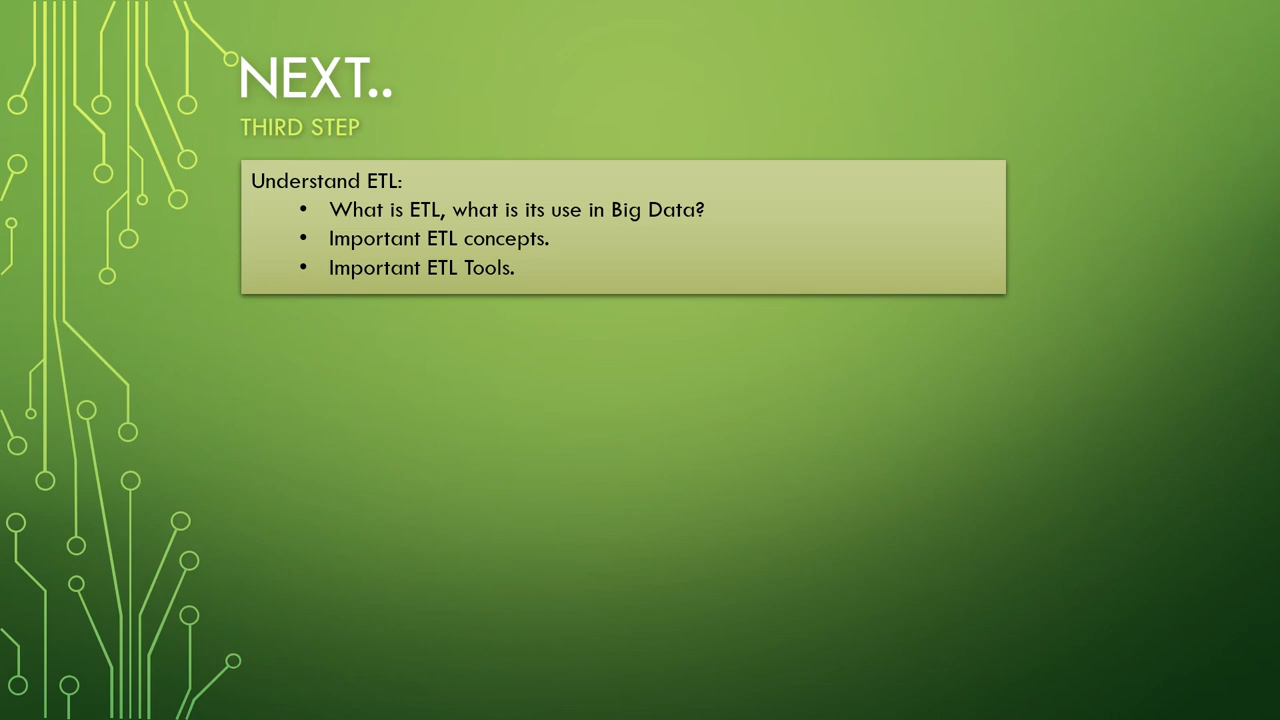 NEXT..
THIRD STEP
Understand ETL:
• What is ETL, what is its use in Big Data?
• Important ETL concepts.
• Important ETL Tools.